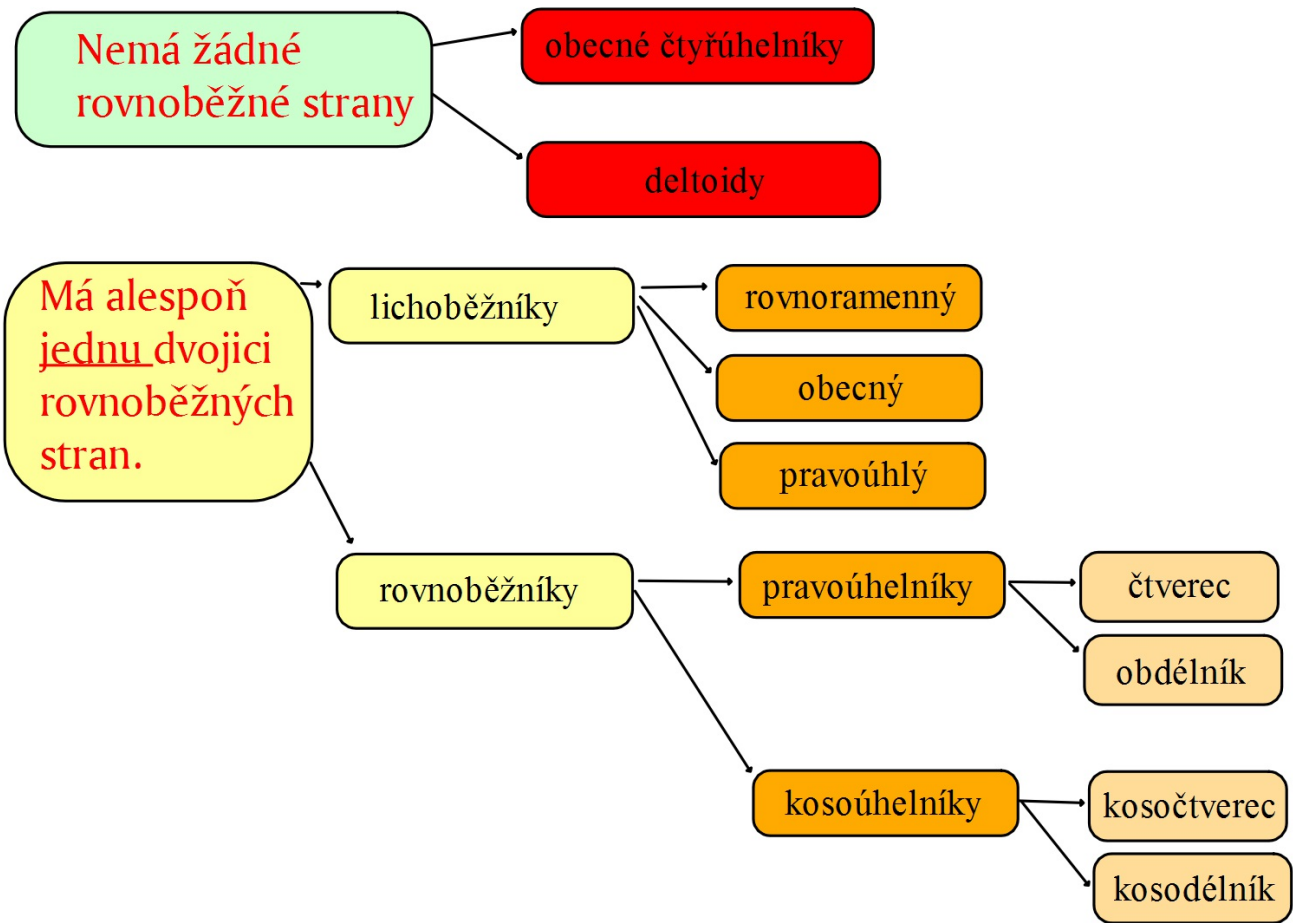 Nemá žádné
rovnoběžné strany
obecné čtyřúhelníky
deltoidy
Má alespoň
jednu dvojici
rovnoběžných
stran.
lichoběžníky
rovnoramenný
obecný
pravoúhlý
rovnoběžníky
pravoúhelníky
čtverec
obdélník
kosoúhelníky
kosočtverec
kosodélník